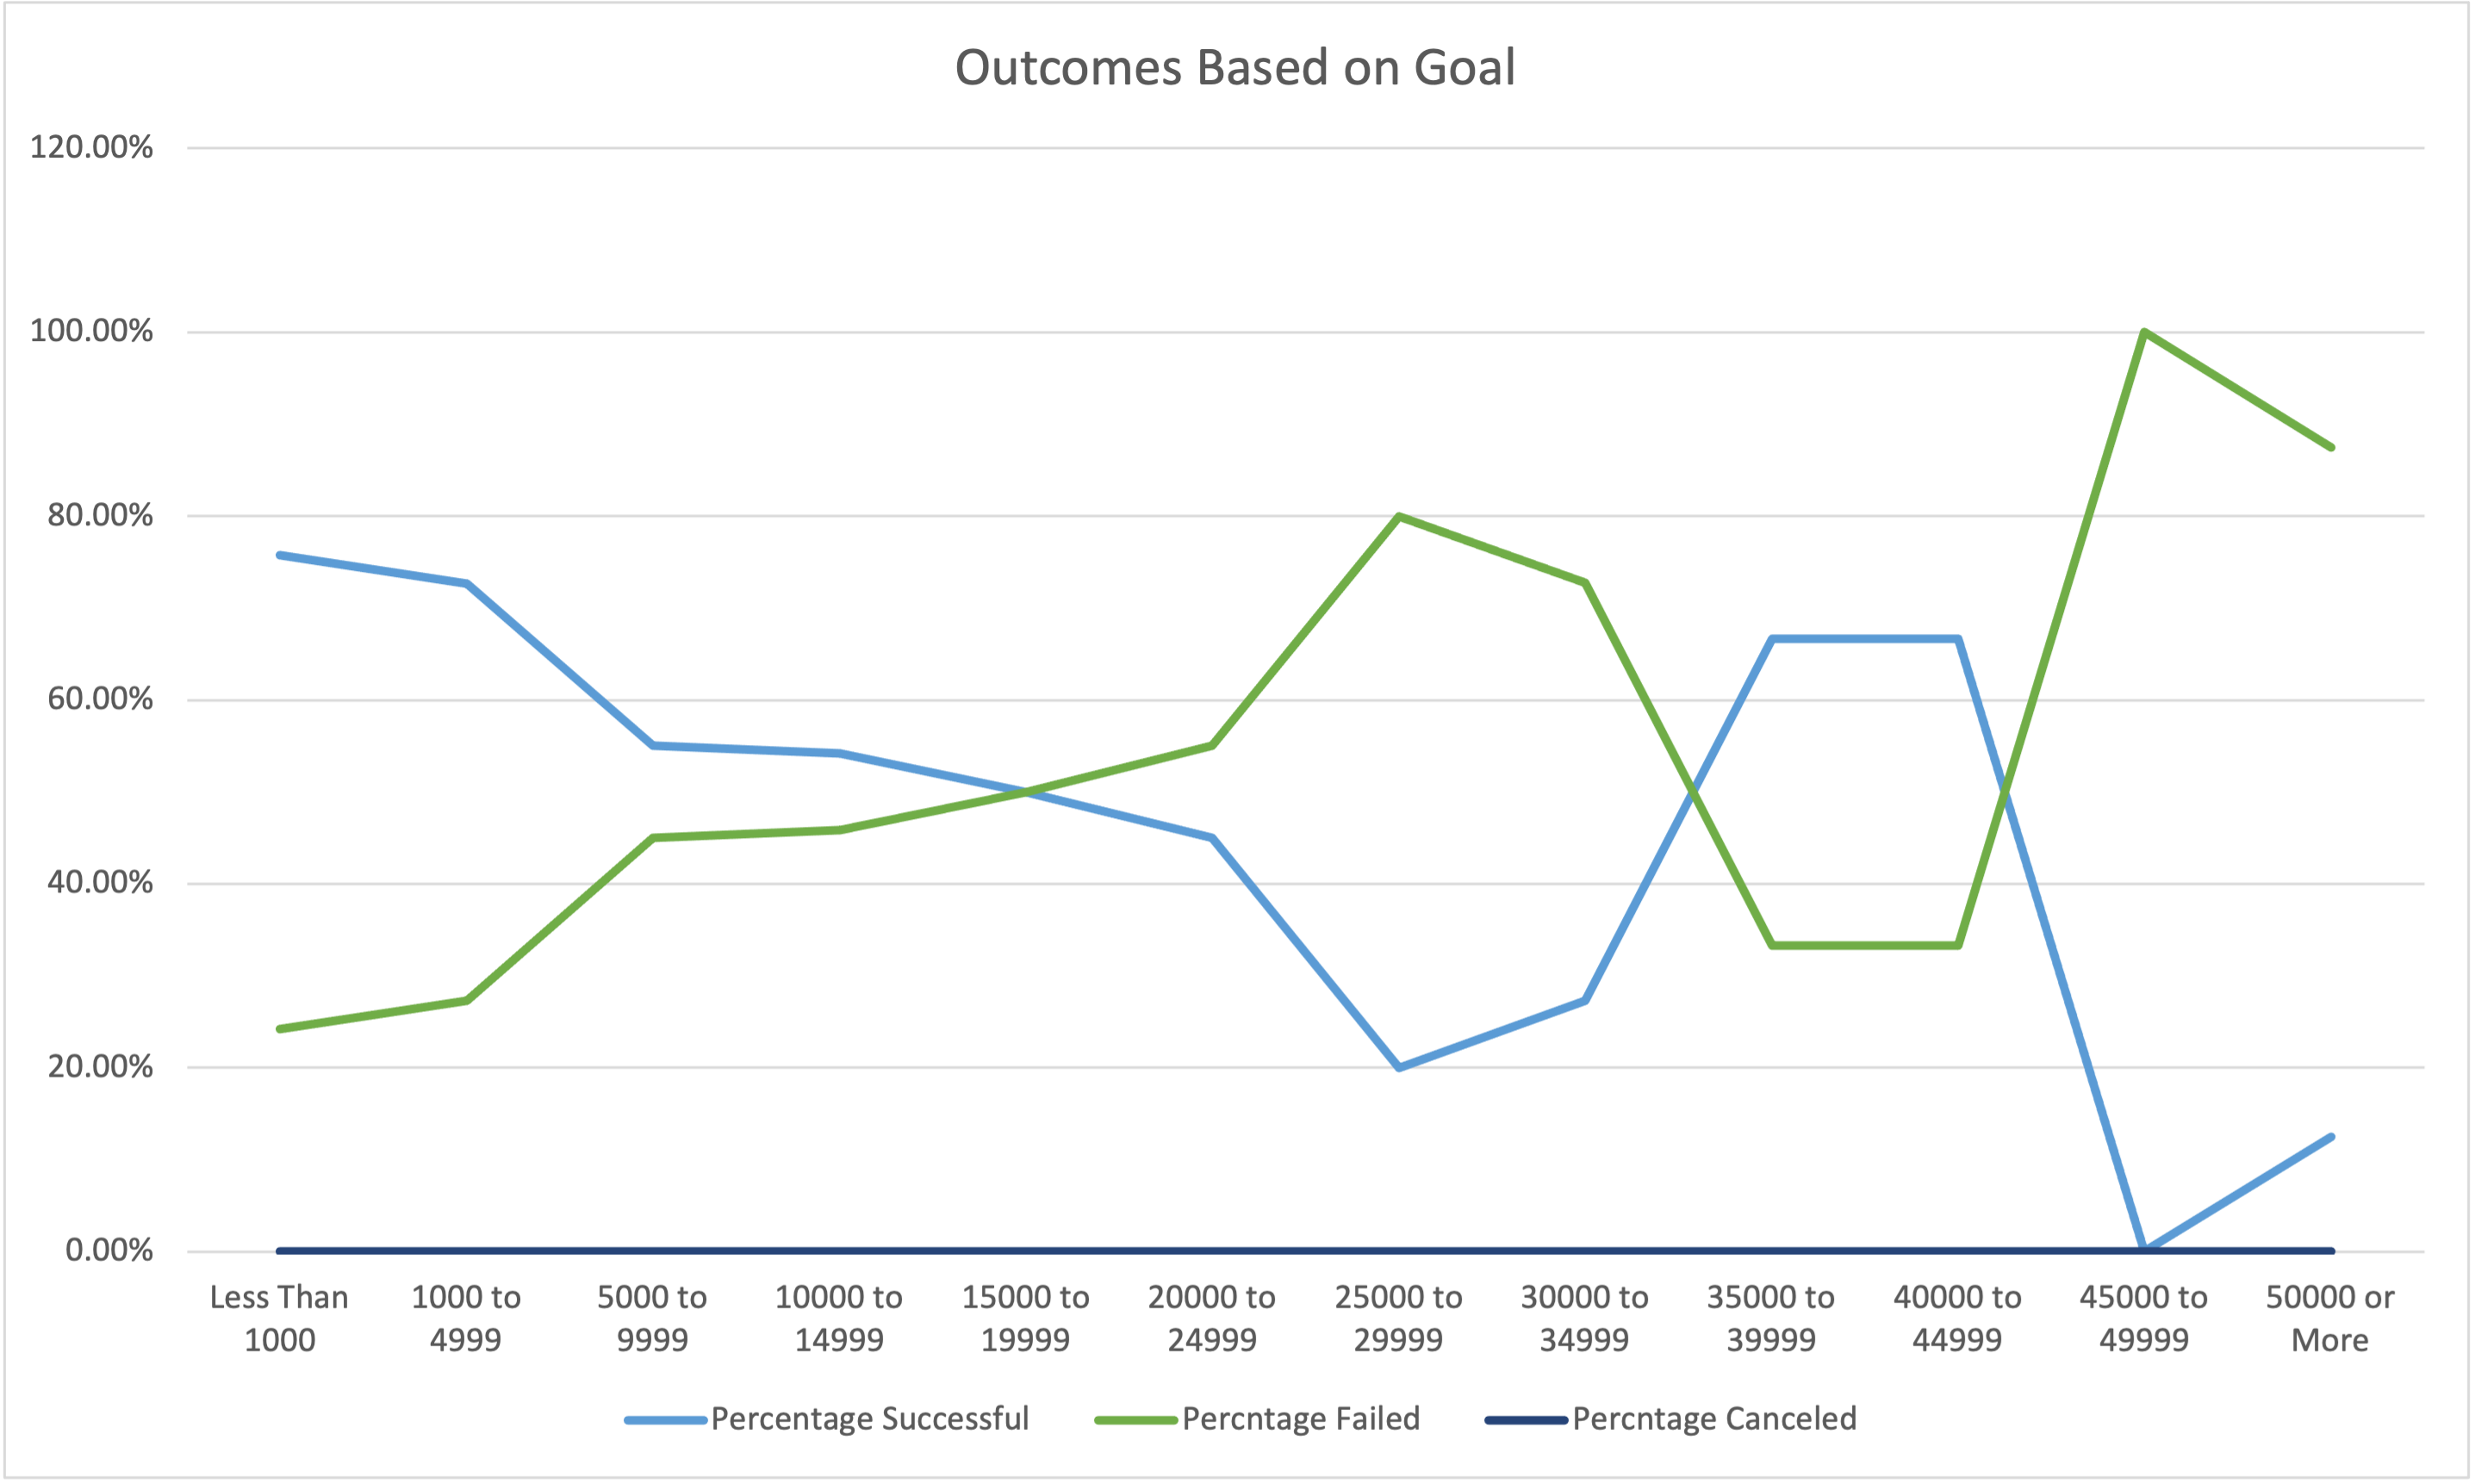 Outcomes Based on Goal
120.00%
100.00%
80.00%
60.00%
40.00%
20.00%
0.00%
Less Than 1000
1000 to 4999
5000 to 9999
10000 to 14999
15000 to 19999
20000 to 24999
25000 to 29999
30000 to 34999
35000 to 39999
40000 to 44999
45000 to 49999
50000 or More
Percentage Successful
Percntage Failed
Percntage Canceled